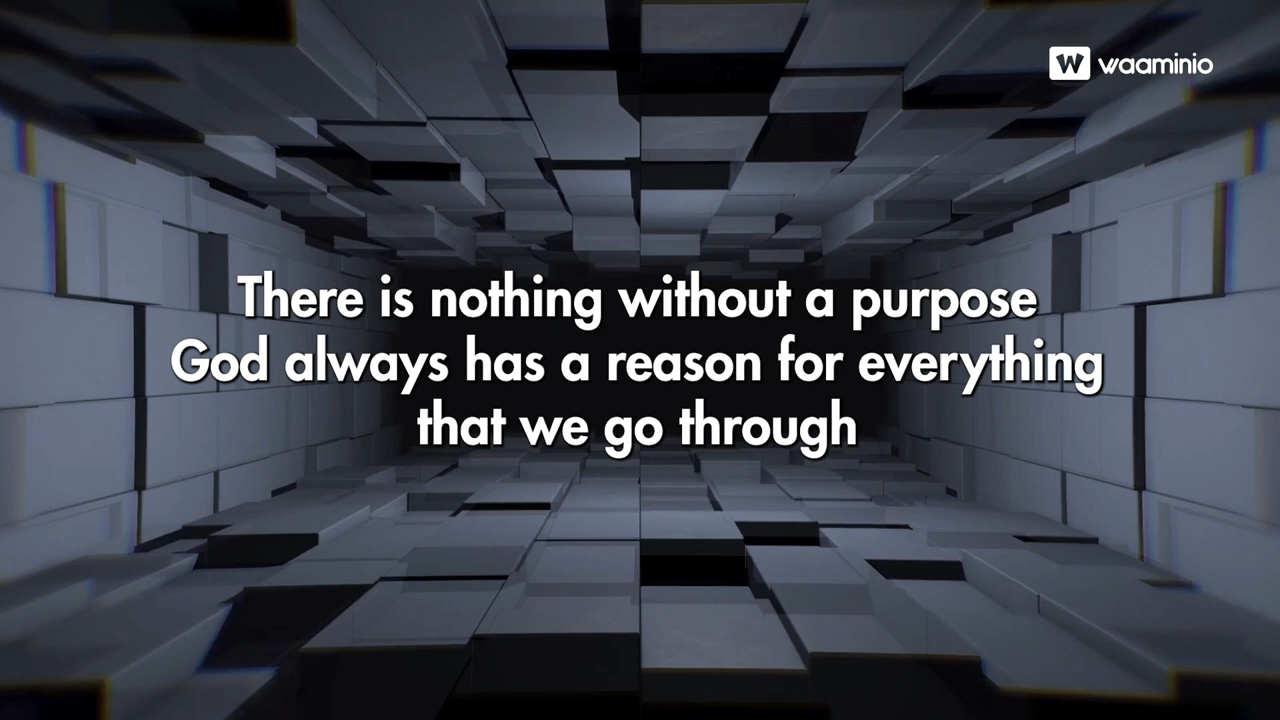 W waaminio
There is nothing without a purpose
God always has a reason for everything
that we go through